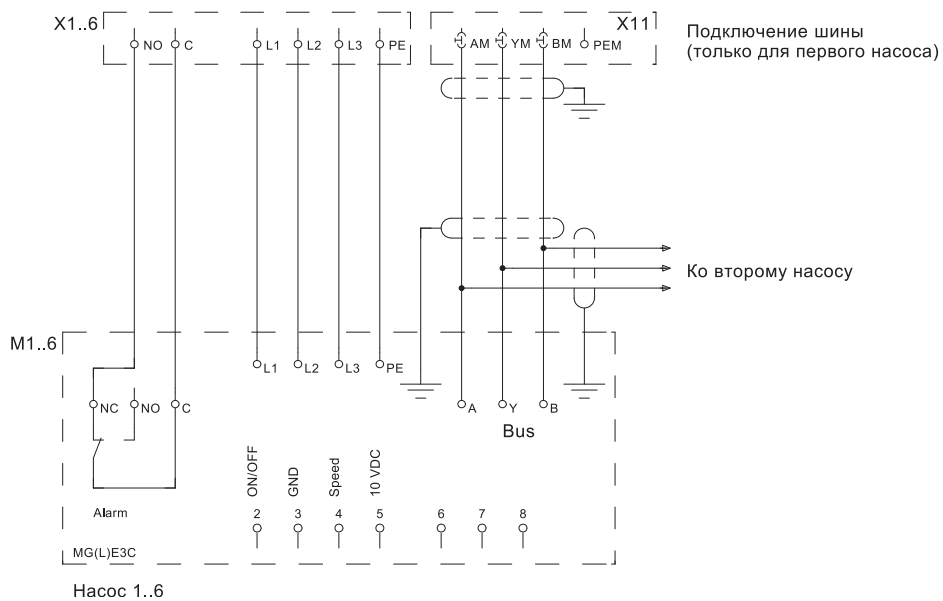 X1..6
X11
NO C L1 L2 L3 PE AM YM BM PEM
Подключение шины
(только для первого насоса)
Ко второму насосу
M1..6
L1 L2 L3 PE
NC NO C A Y B
Bus
ON/OFF GND Speed 10 VDC
Alarm
2 3 4 5 6 7 8
MG(L)E3C
Насос 1..6